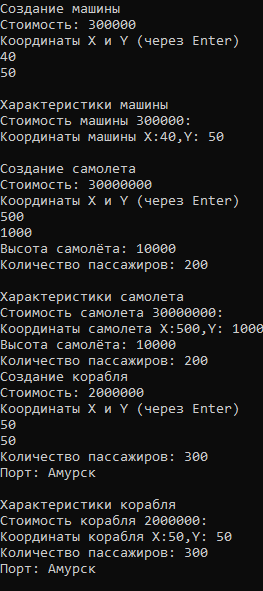 Создание машины
Стоимость: 300000
Координаты X и Y (через Enter)
40
50
Характеристики машины
Стоимость машины 300000:
Координаты машины X:40,Y: 50
Создание самолета
Стоимость: 30000000
Координаты X и Y (через Enter)
500
1000
Высота самолёта: 10000
Количество пассажиров: 200
Характеристики самолета
Стоимость самолета 30000000:
Координаты самолета X:500,Y: 1000
Высота самолёта: 10000
Количество пассажиров: 200
Создание корабля
Стоимость: 2000000
Координаты X и Y (через Enter)
50
50
Количество пассажиров: 300
Порт: Амурск
Характеристики корабля
Стоимость корабля 2000000:
Координаты корабля X:50,Y: 50
Количество пассажиров: 300
Порт: Амурск